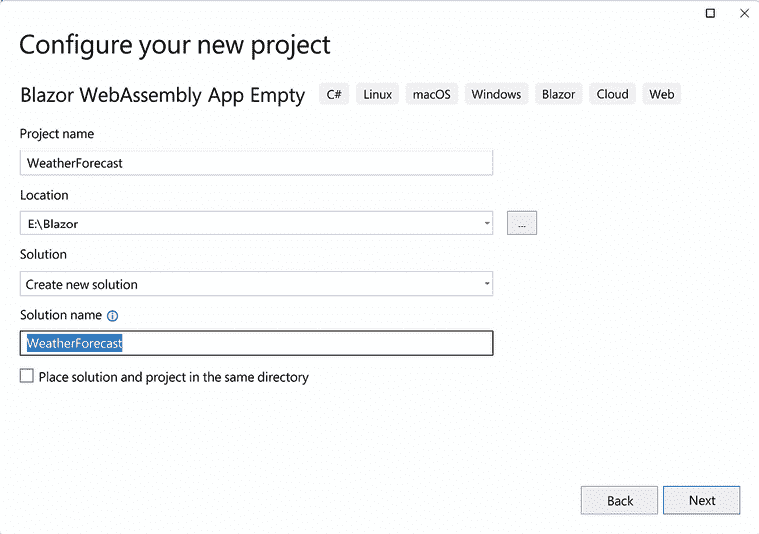 Configure your new project
Blazor WebAssembly App Empty C# Linux macOS Windows Blazor Cloud Web
Project name
WeatherForecast
Location
E:\Blazor
...
Solution
Create new solution
Solution name
WeatherForecast
Place solution and project in the same directory
Back Next